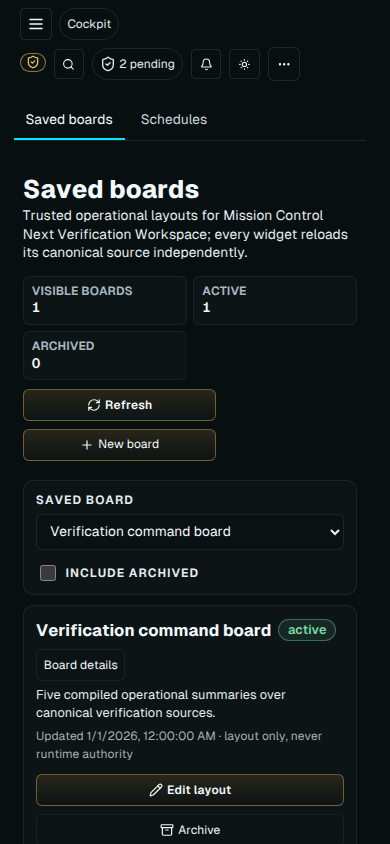 Cockpit
2 pending
Saved boards
Schedules
Saved boards
Trusted operational layouts for Mission Control
Next Verification Workspace; every widget reloads
its canonical source independently.
VISIBLE BOARDS
1
ACTIVE
1
ARCHIVED
0
Refresh
New board
SAVED BOARD
Verification command board
INCLUDE ARCHIVED
Verification command board
active
Board details
Five compiled operational summaries over
canonical verification sources.
Updated 1/1/2026, 12:00:00 AM · layout only, never
runtime authority
Edit layout
Archive